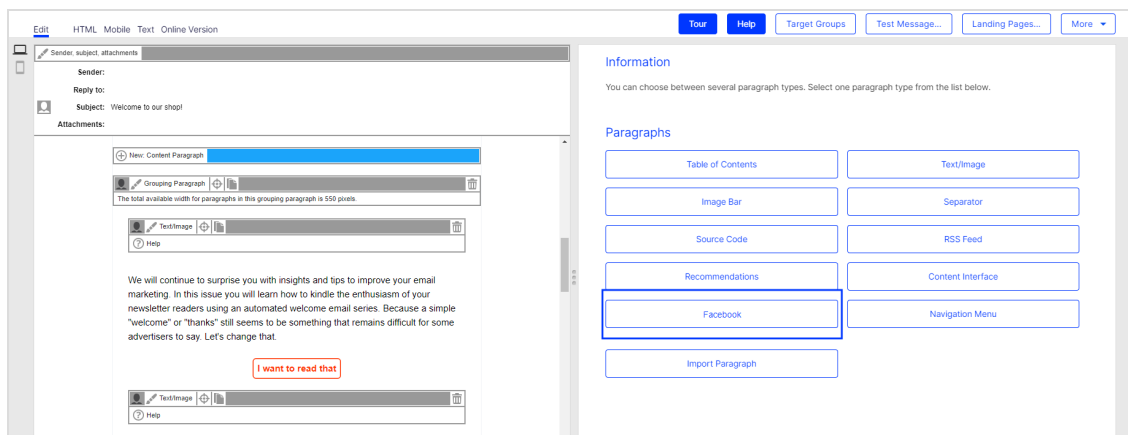 Edit HTML Mobile Text Online Version
Tour Help Target Groups Test Message... Landing Pages... More
Sender, subject, attachments
Sender:
Reply to:
Subject: Welcome to our shop!
Attachments:
New: Content Paragraph
Grouping Paragraph
The total available width for paragraphs in this grouping paragraph is 550 pixels.
Text/Image
Help
We will continue to surprise you with insights and tips to improve your email
marketing. In this issue you will learn how to kindle the enthusiasm of your
newsletter readers using an automated welcome email series. Because a simple
"welcome" or "thanks" still seems to be something that remains difficult for some
advertisers to say. Let's change that.
I want to read that
Text/Image
Help
Information
You can choose between several paragraph types. Select one paragraph type from the list below.
Paragraphs
Table of Contents Text/Image
Image Bar Separator
Source Code RSS Feed
Recommendations Content Interface
Facebook Navigation Menu
Import Paragraph